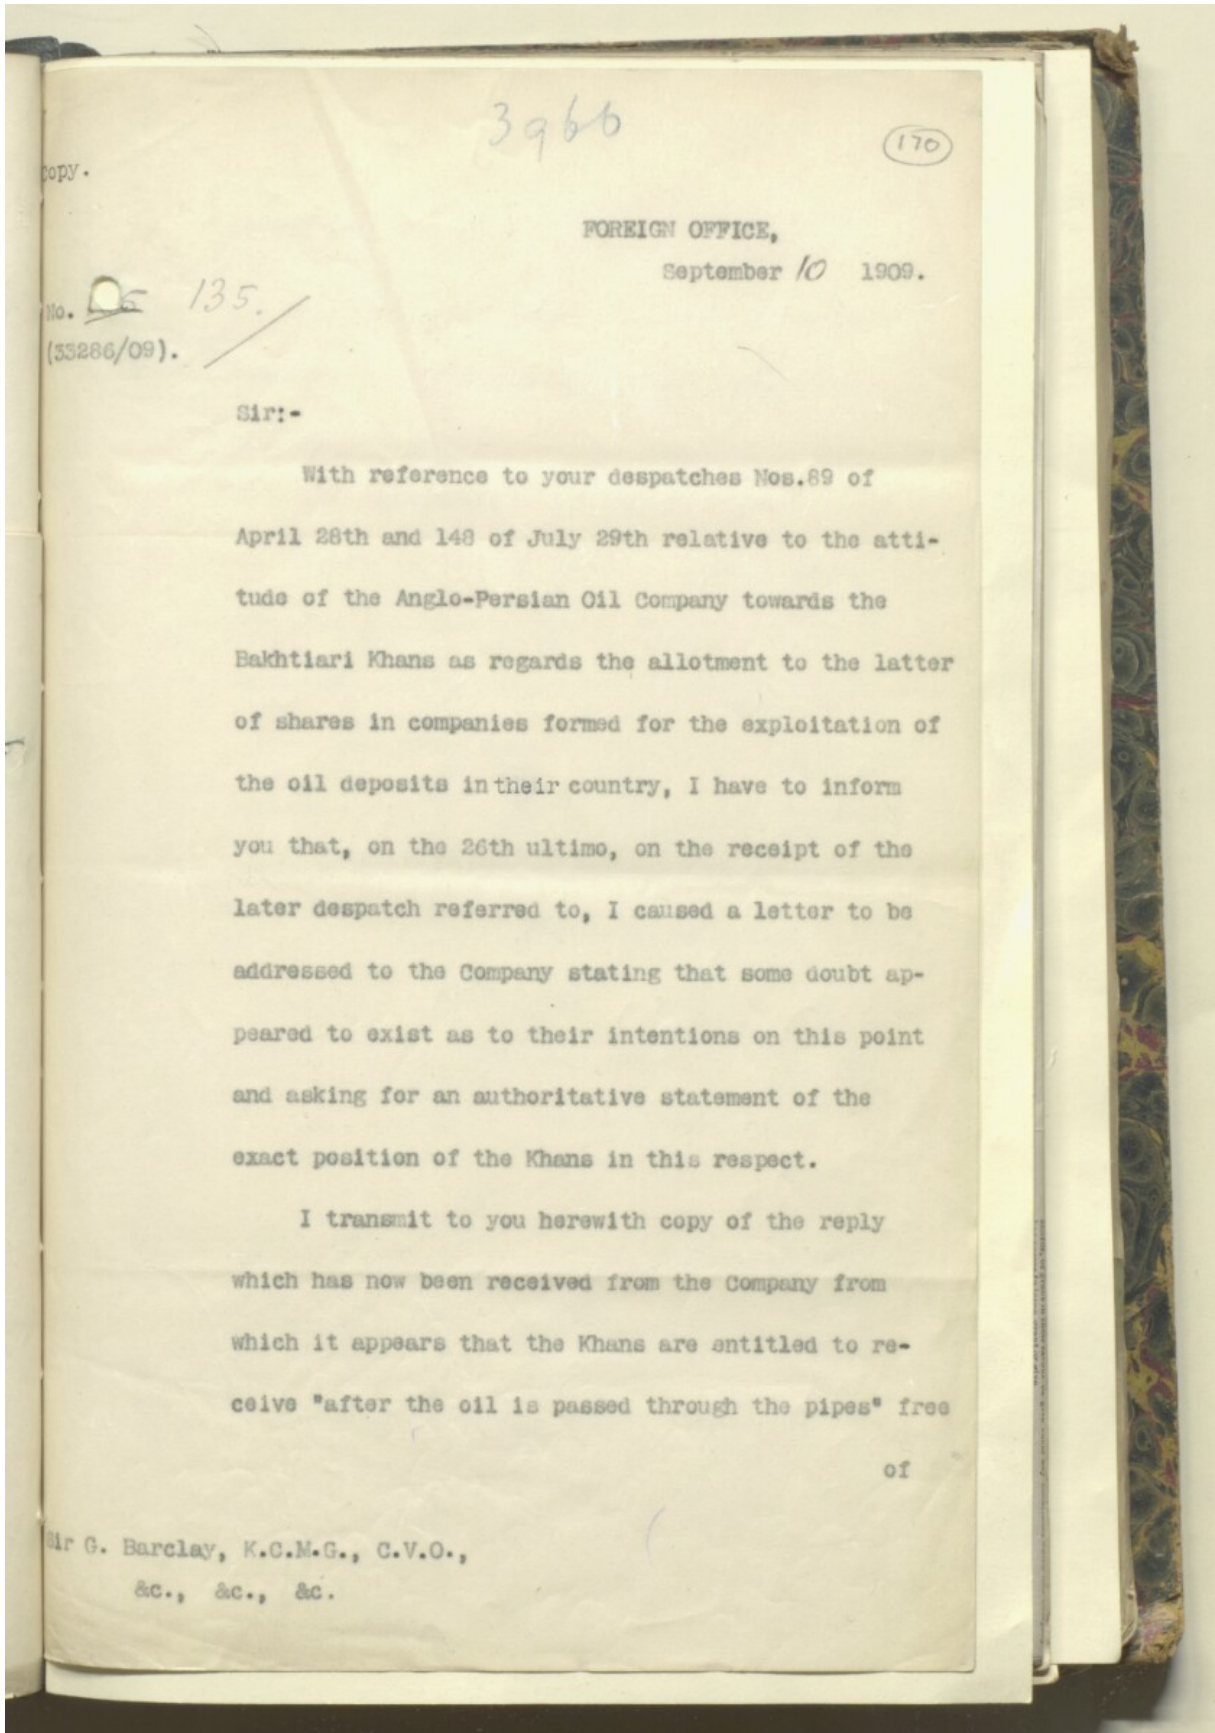 3966
170
Copy.
FOREIGN OFFICE,
September 10 1909.
No. 135.
(33286/09).
Sir:-
With reference to your despatches Nos.89 of
April 28th and 148 of July 29th relative to the atti-
tude of the Anglo-Persian Oil Company towards the
Bakhtiari Khans as regards the allotment to the latter
of shares in companies formed for the exploitation of
the oil deposits in their country, I have to inform
you that, on the 26th ultimo, on the receipt of the
later despatch referred to, I caused a letter to be
addressed to the Company stating that some doubt ap-
peared to exist as to their intentions on this point
and asking for an authoritative statement of the
exact position of the Khans in this respect.
I transmit to you herewith copy of the reply
which has now been received from the Company from
which it appears that the Khans are entitled to re-
ceive "after the oil is passed through the pipes" free
of
Sir G. Barclay, K.C.M.G., C.V.O.,
&c., &c., &c.